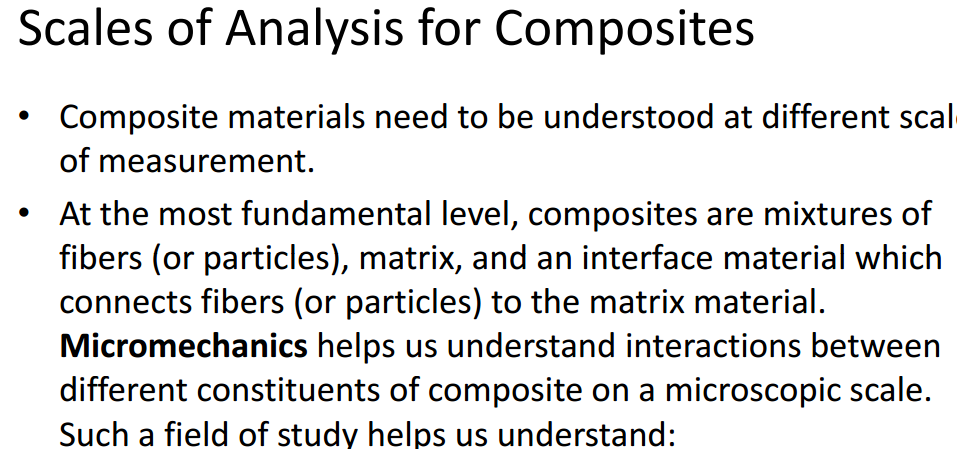 Scales of Analysis for Composites
• Composite materials need to be understood at different
of measurement.
• At the most fundamental level, composites are mixtures of
fibers (or particles), matrix, and an interface material which
connects fibers (or particles) to the matrix material.
Micromechanics helps us understand interactions between
different constituents of composite on a microscopic scale.
Such a field of study helps us understand: